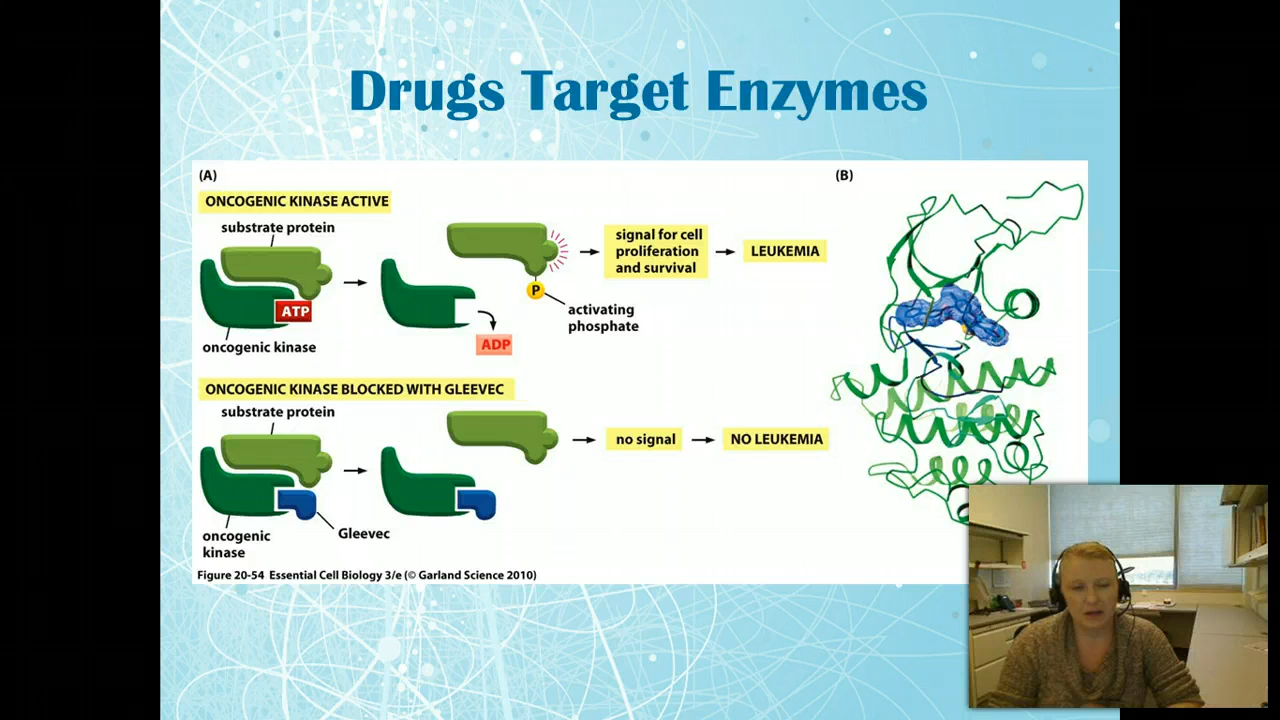 Drugs Target Enzymes
(A)
(B)
ONCOGENIC KINASE ACTIVE
substrate protein
ATP
oncogenic kinase
ADP
P
activating
phosphate
signal for cell
proliferation
and survival
LEUKEMIA
ONCOGENIC KINASE BLOCKED WITH GLEEVEC
substrate protein
oncogenic
kinase
Gleevec
no signal
NO LEUKEMIA
Figure 20-54 Essential Cell Biology 3/e (© Garland Science 2010)